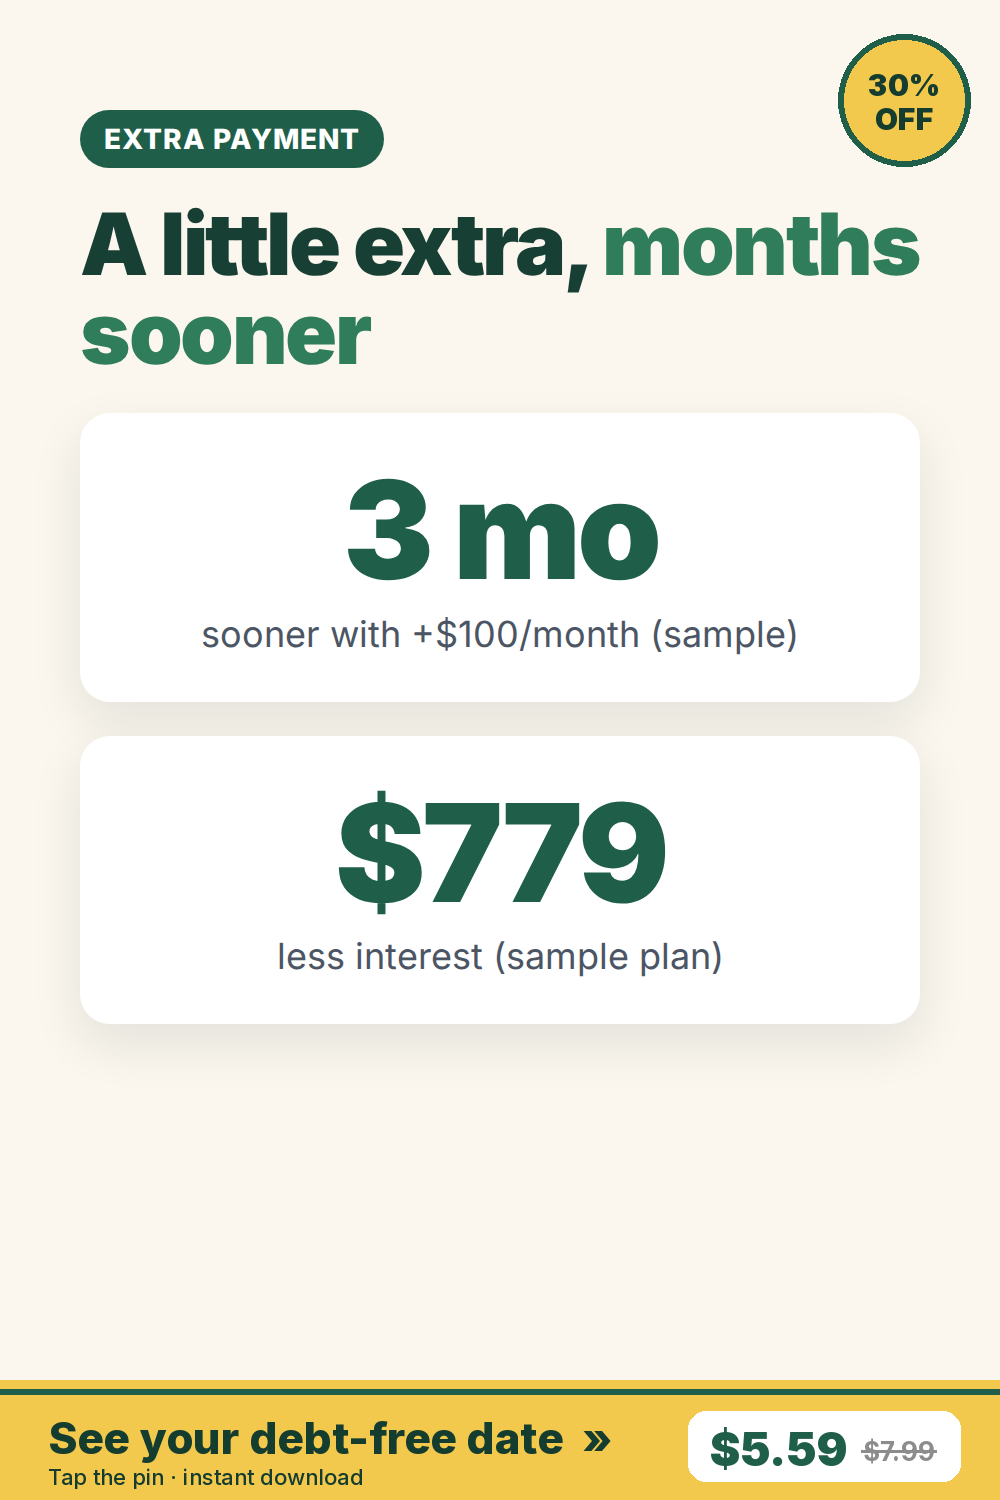 30%
OFF
EXTRA PAYMENT
A little extra, months
sooner
3 mo
sooner with +$100/month (sample)
$779
less interest (sample plan)
See your debt-free date »
Tap the pin · instant download
$5.59 $7.99